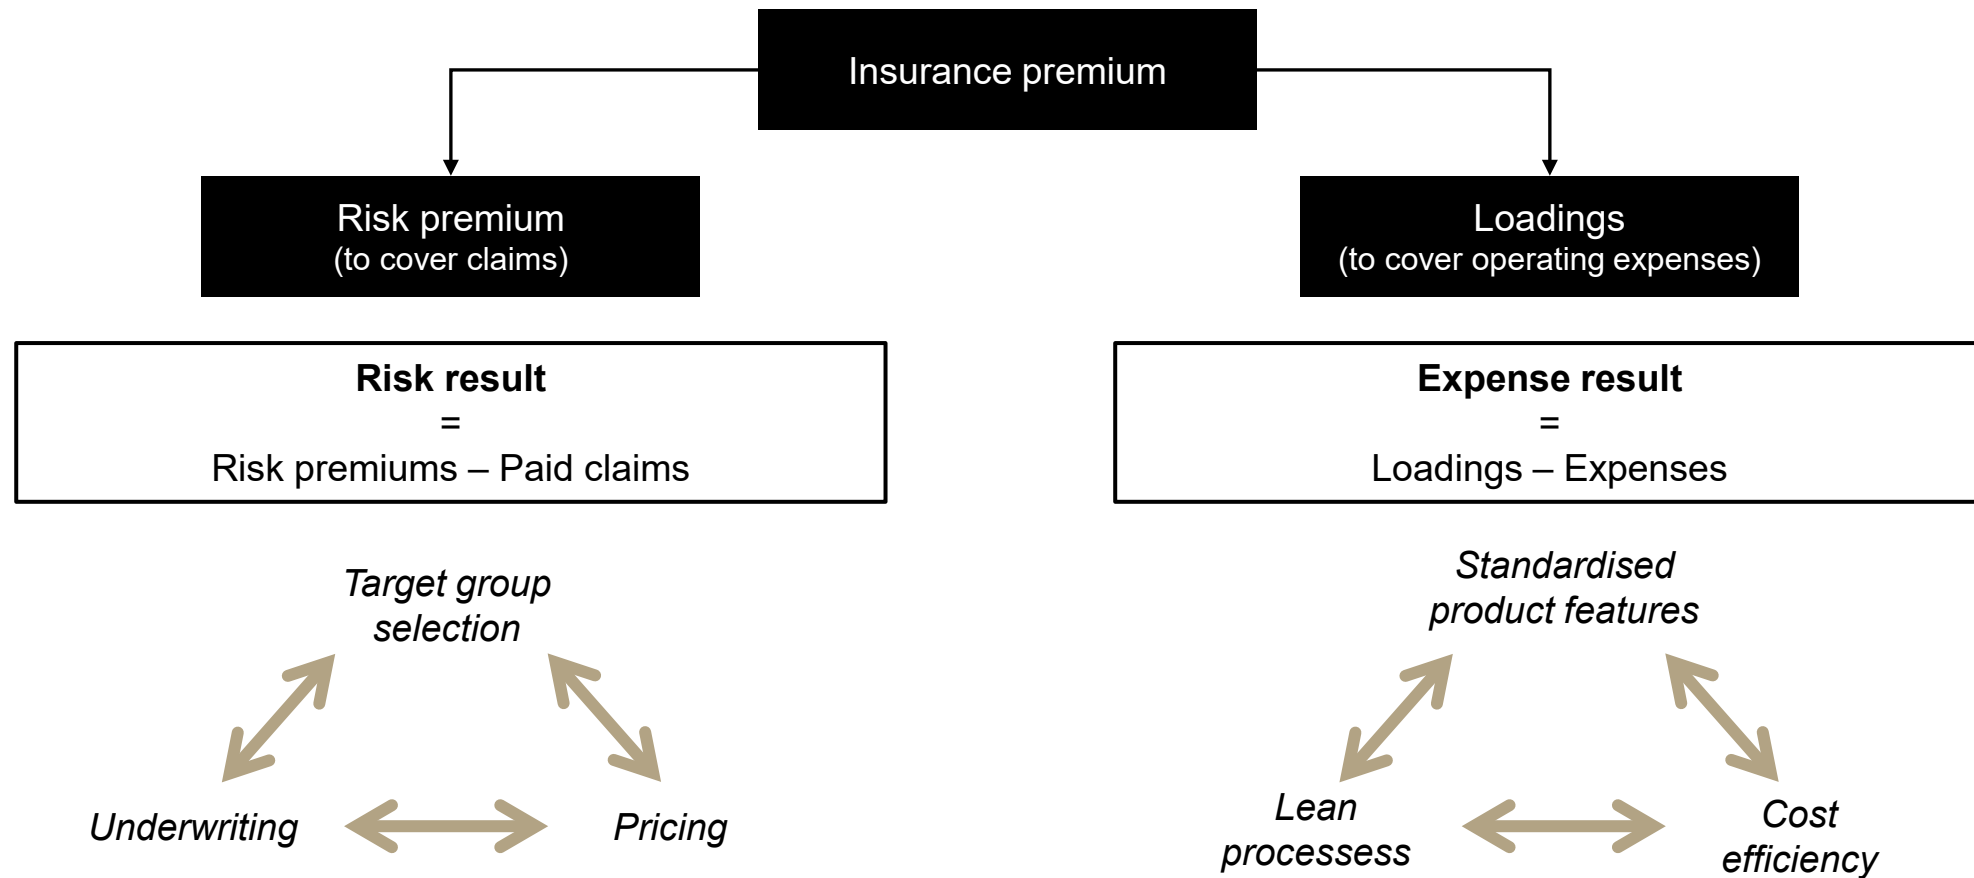 Insurance premium
Risk premium
(to cover claims)
Loadings
(to cover operating expenses)
Risk result
=
Risk premiums – Paid claims
Expense result
=
Loadings – Expenses
Target group
selection
Underwriting
Pricing
Standardised
product features
Lean
processess
Cost
efficiency